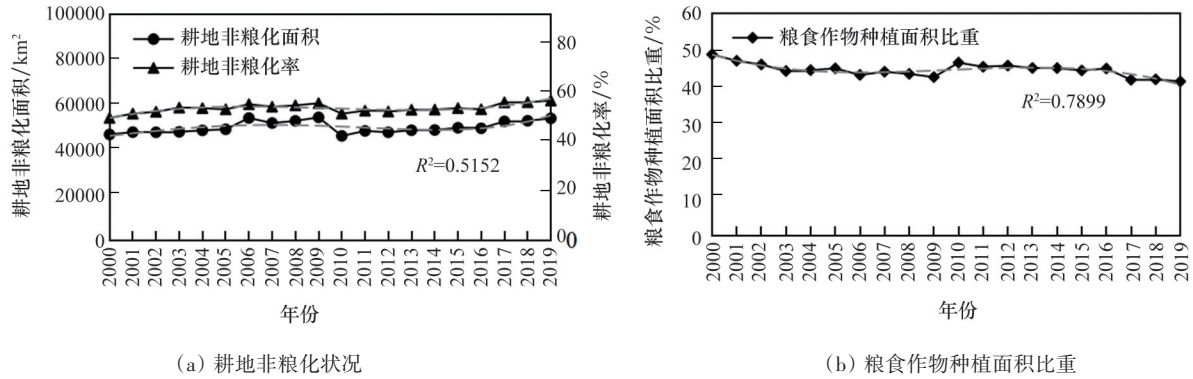 100000
80000
60000
40000
20000
0
耕地非粮化面积/km²
耕地非粮化面积
耕地非粮化率
R²=0.5152
80
60
40
20
00
耕地非粮化率/%
2000 2001 2002 2003 2004 2005 2006 2007 2008 2009 2010 2011 2012 2013 2014 2015 2016 2017 2018 2019
年份
(a) 耕地非粮化状况
60
50
40
30
20
10
0
粮食作物种植面积比重/%
粮食作物种植面积比重
R²=0.7899
2000 2001 2002 2003 2004 2005 2006 2007 2008 2009 2010 2011 2012 2013 2014 2015 2016 2017 2018 2019
年份
(b) 粮食作物种植面积比重